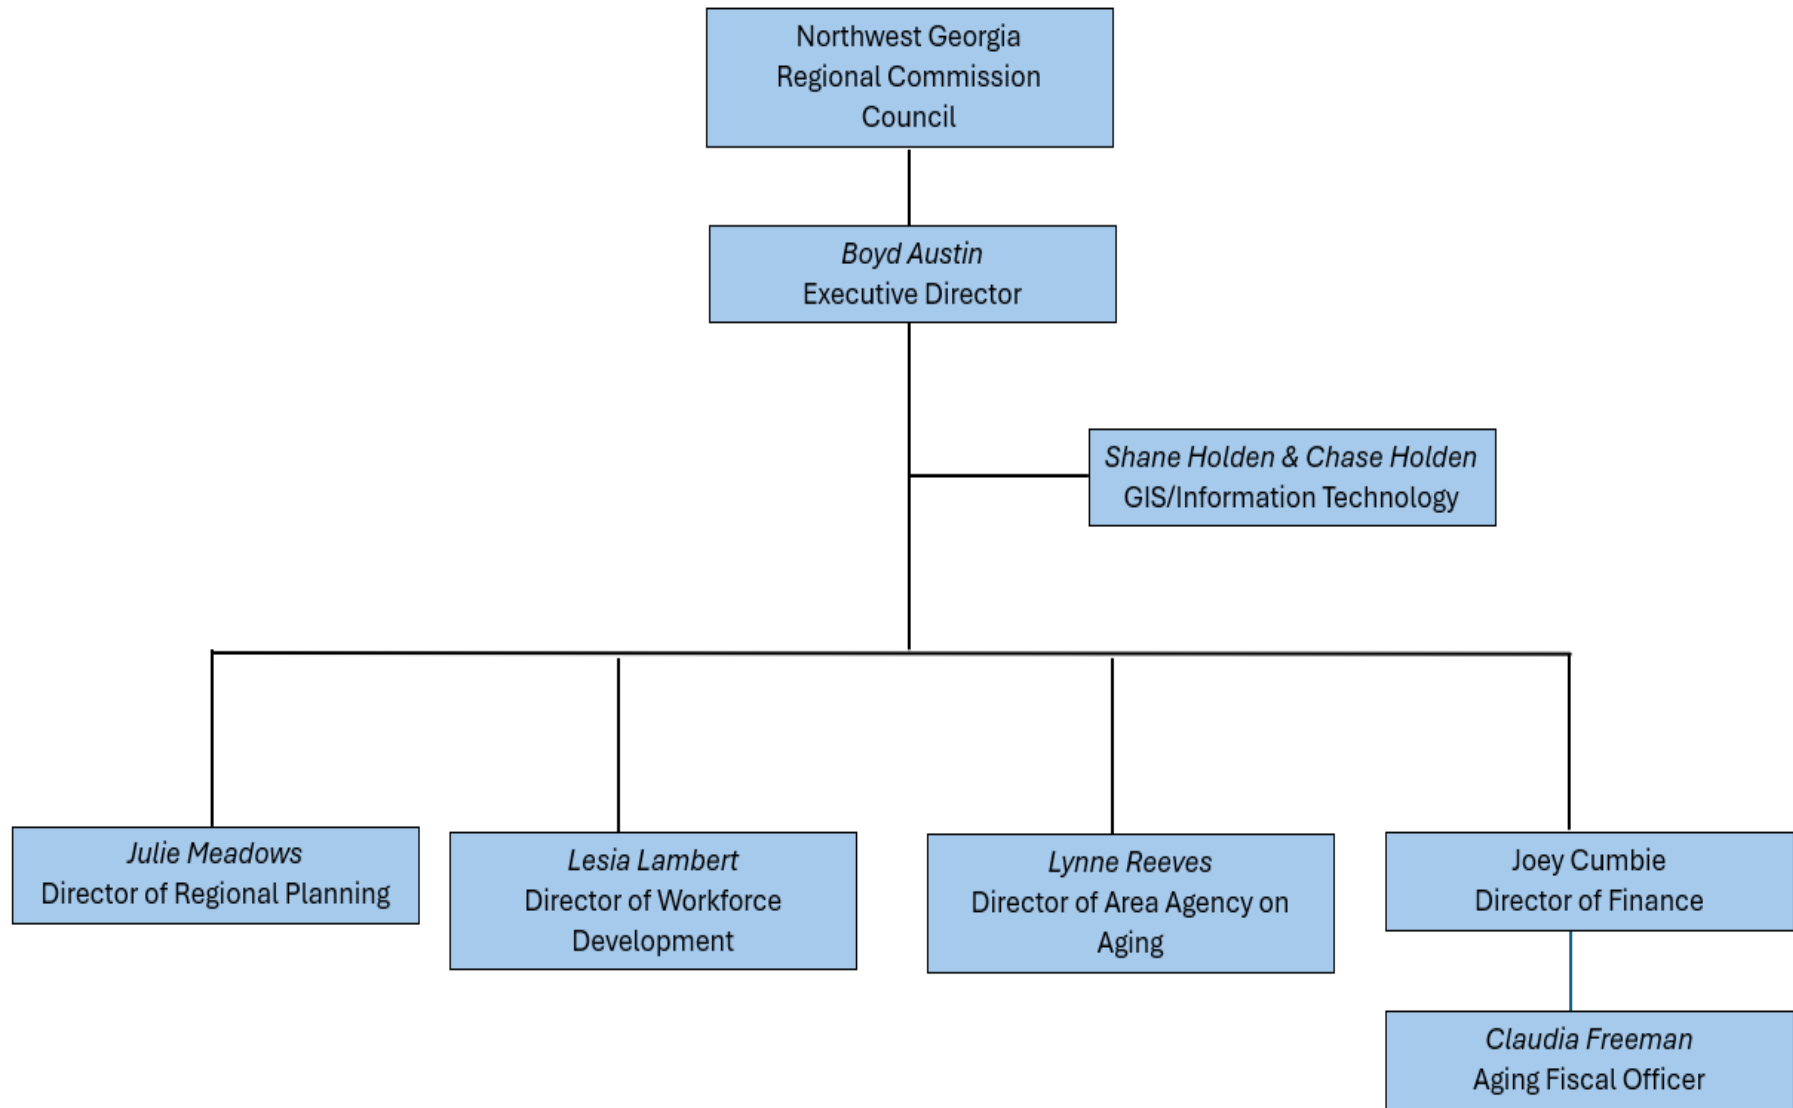 Northwest Georgia
Regional Commission
Council
Boyd Austin
Executive Director
Shane Holden & Chase Holden
GIS/Information Technology
Julie Meadows
Director of Regional Planning
Lesia Lambert
Director of Workforce
Development
Lynne Reeves
Director of Area Agency on
Aging
Joey Cumbie
Director of Finance
Claudia Freeman
Aging Fiscal Officer